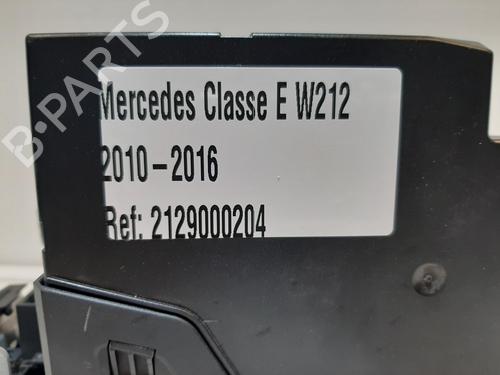 Mercedes Classe E W212
2010-2016
Ref: 2129000204
B-PARTS